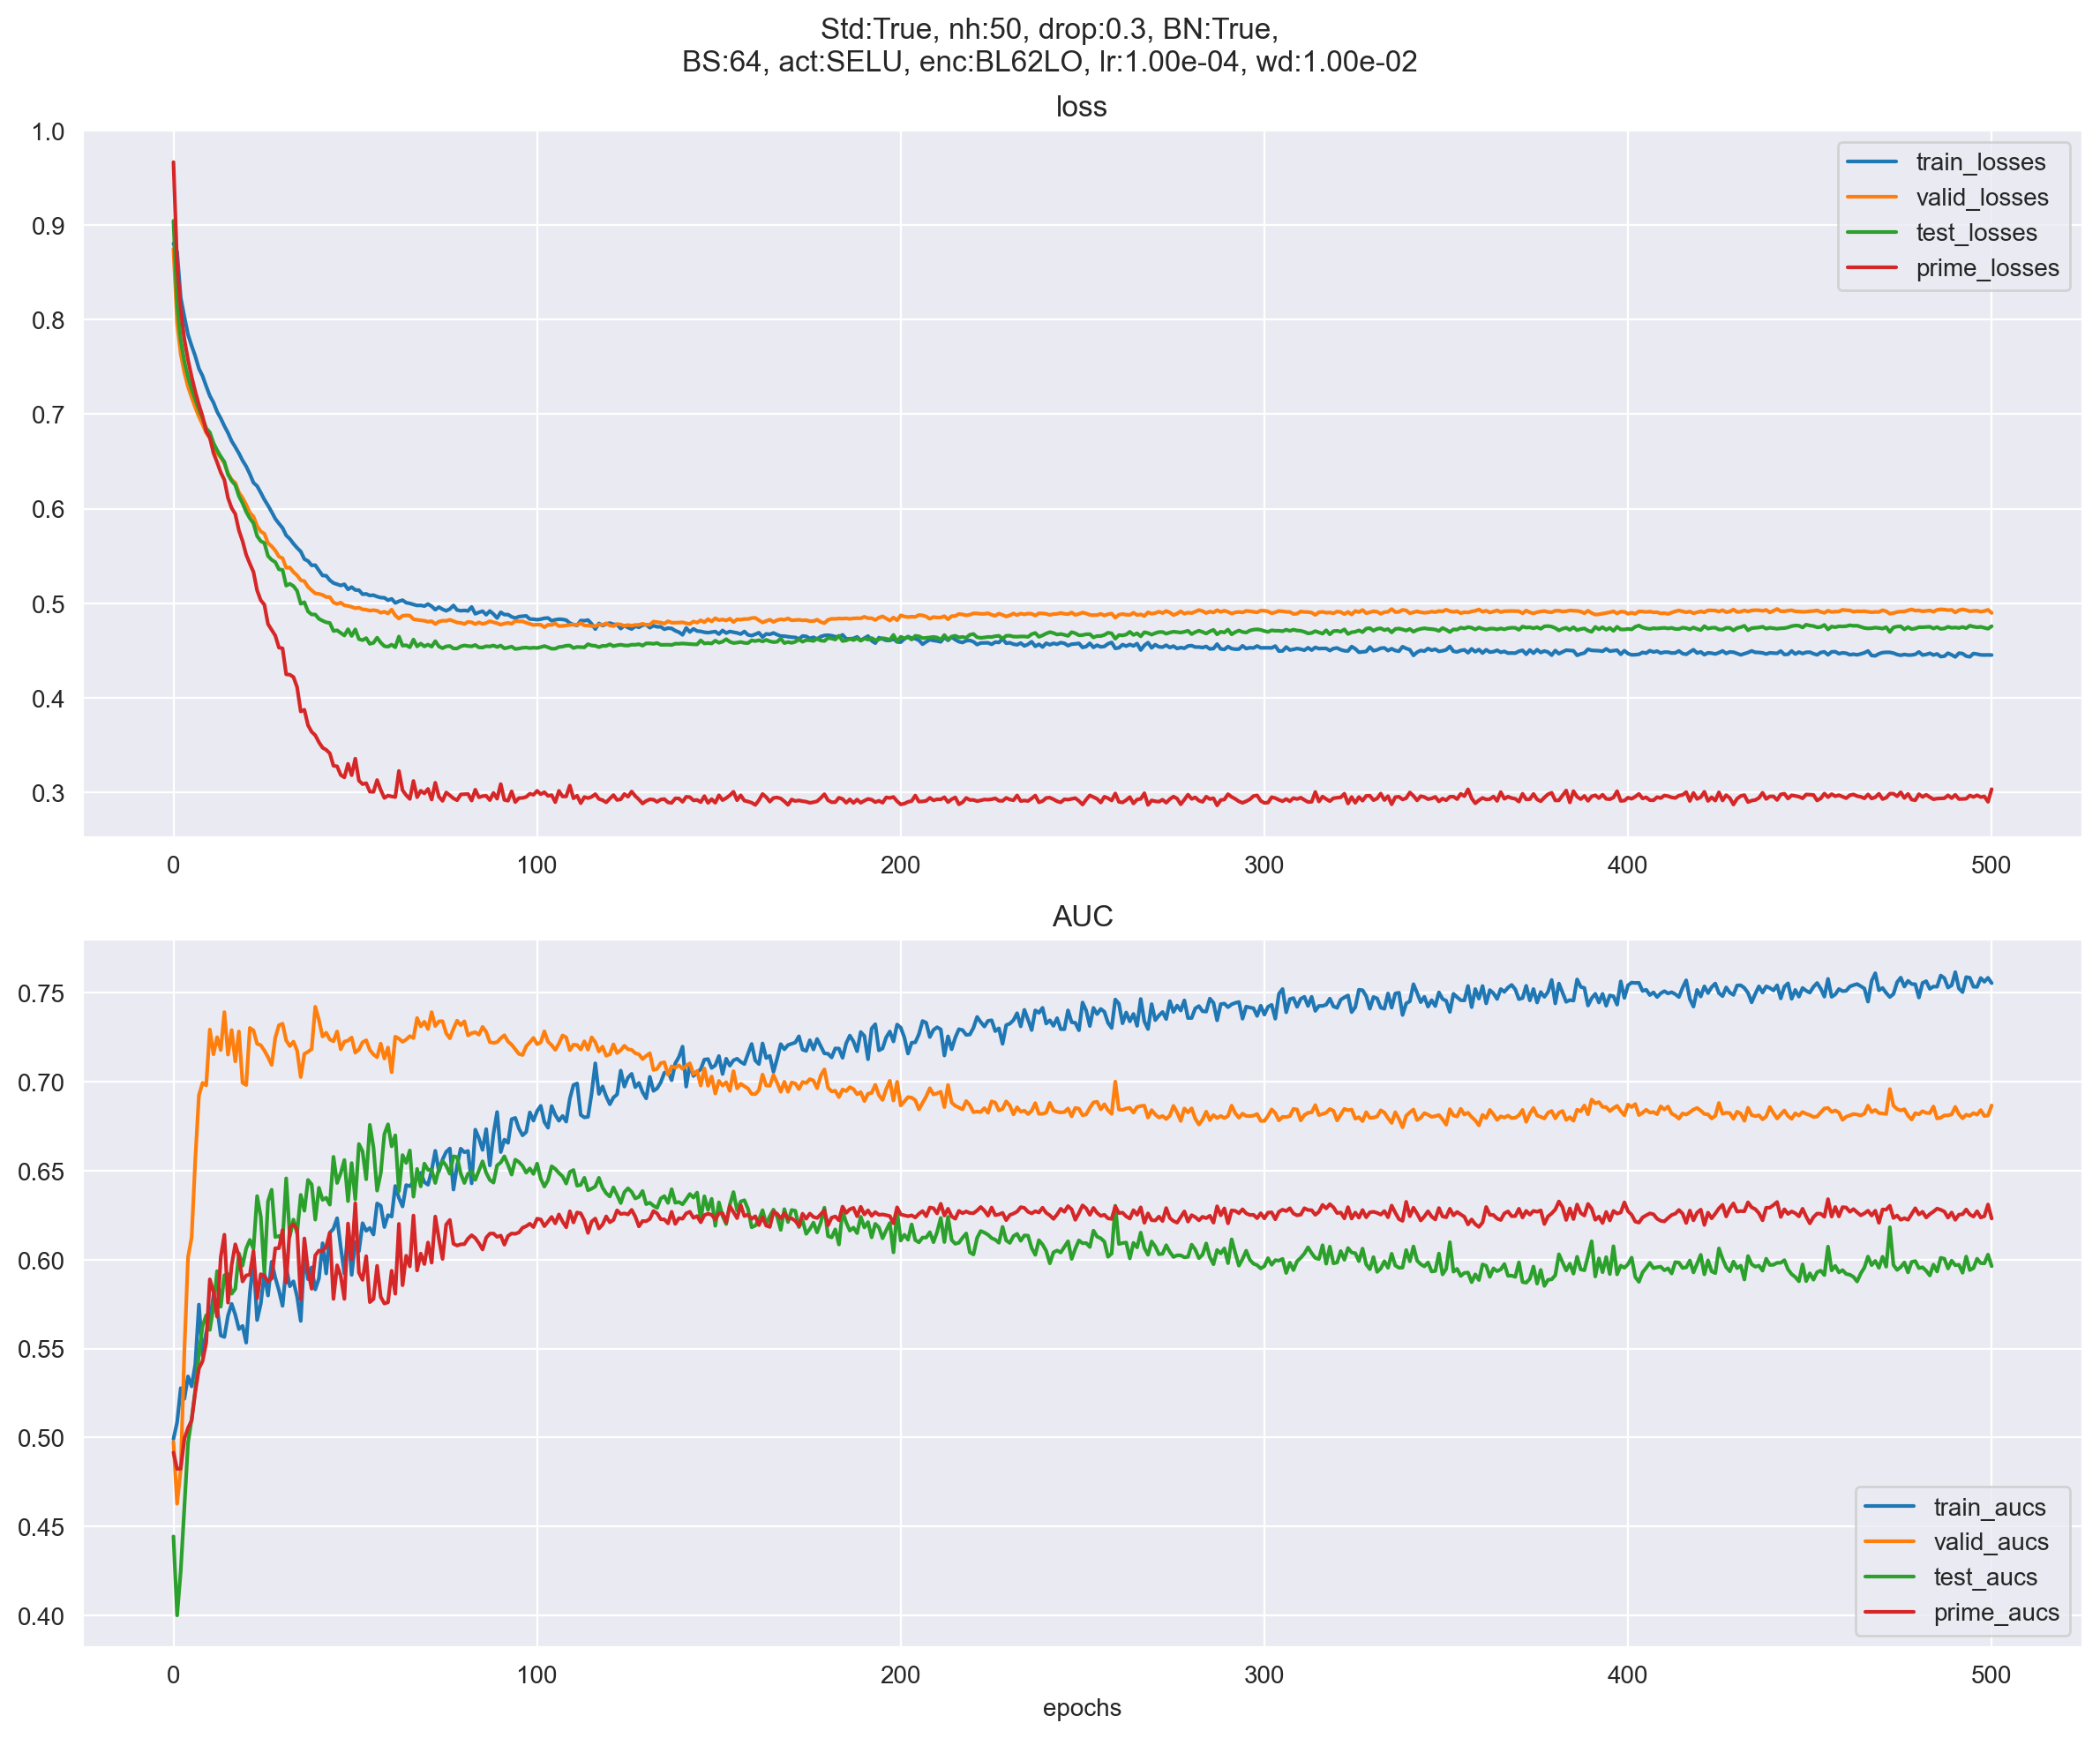 Std:True, nh:50, drop:0.3, BN:True,
BS:64, act:SELU, enc:BL62LO, lr:1.00e-04, wd:1.00e-02
loss
1.0
0.9
0.8
0.7
0.6
0.5
0.4
0.3
train_losses
valid_losses
test_losses
prime_losses
0 100 200 300 400 500
AUC
0.75
0.70
0.65
0.60
0.55
0.50
0.45
0.40
train_aucs
valid_aucs
test_aucs
prime_aucs
0 100 200 300 400 500
epochs